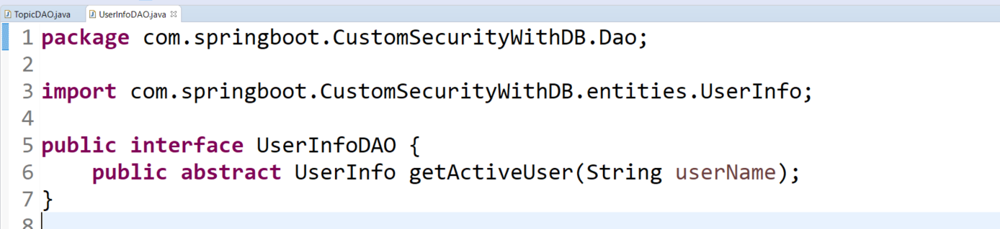 TopicDAO.java UserInfoDAO.java
1 package com.springboot.CustomSecurityWithDB.Dao;
2
3 import com.springboot.CustomSecurityWithDB.entities.UserInfo;
4
5 public interface UserInfoDAO {
6 public abstract UserInfo getActiveUser(String userName);
7 }
8